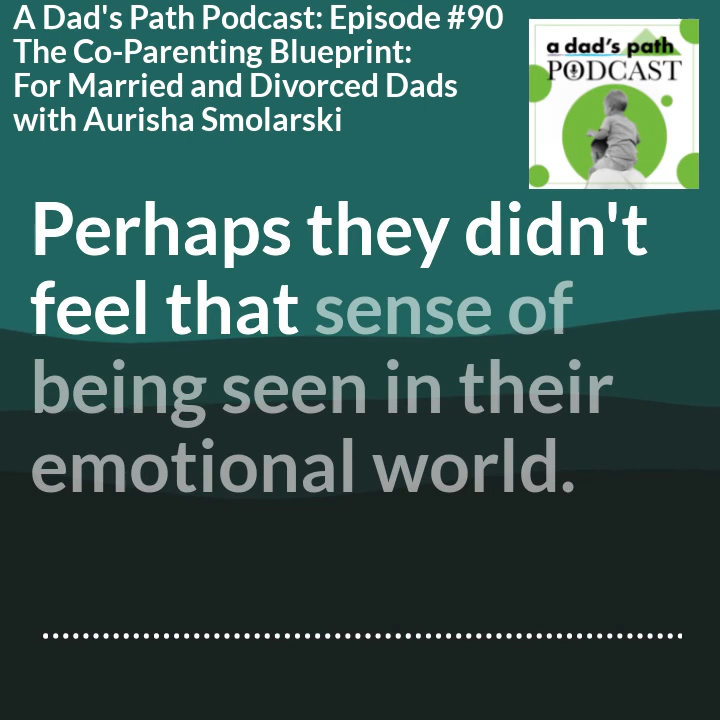 A Dad's Path Podcast: Episode #90
The Co-Parenting Blueprint:
For Married and Divorced Dads
with Aurisha Smolarski
a dad's path
PODCAST
Perhaps they didn't
feel that sense of
being seen in their
emotional world.